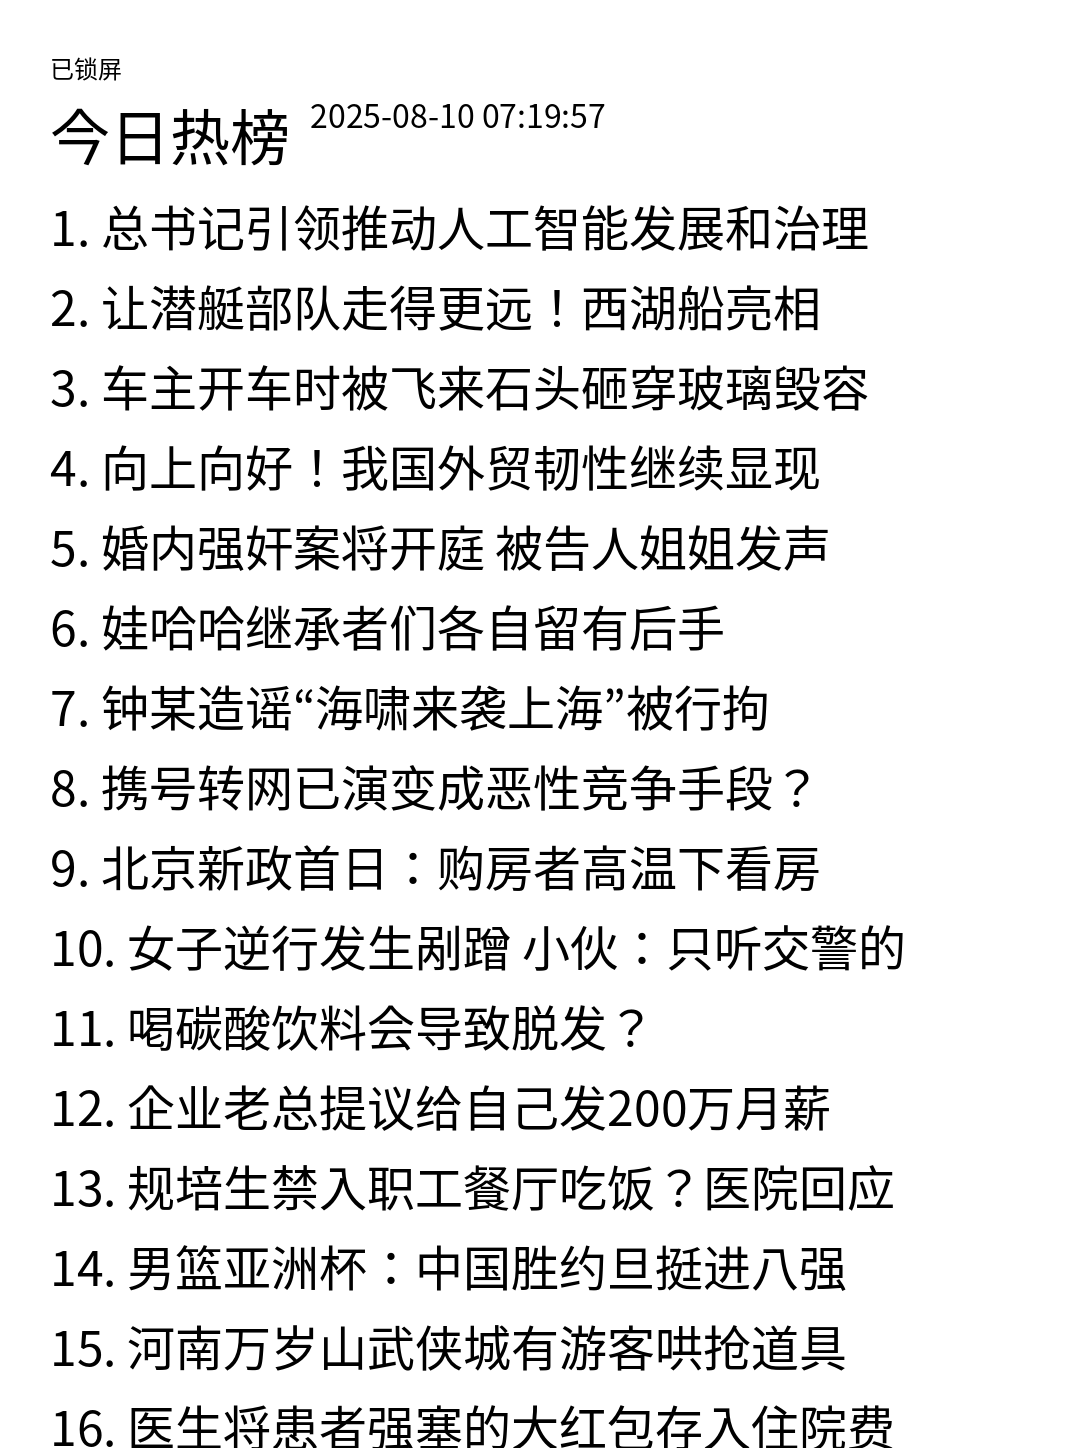 已锁屏
今日热榜 2025-08-10 07:19:57
1. 总书记引领推动人工智能发展和治理
2. 让潜艇部队走得更远！西湖船亮相
3. 车主开车时被飞来石头砸穿玻璃毁容
4. 向上向好！我国外贸韧性继续显现
5. 婚内强奸案将开庭 被告人姐姐发声
6. 娃哈哈继承者们各自留有后手
7. 钟某造谣“海啸来袭上海”被行拘
8. 携号转网已演变成恶性竞争手段？
9. 北京新政首日：购房者高温下看房
10. 女子逆行发生剐蹭 小伙：只听交警的
11. 喝碳酸饮料会导致脱发？
12. 企业老总提议给自己发200万月薪
13. 规培生禁入职工餐厅吃饭？医院回应
14. 男篮亚洲杯：中国胜约旦挺进八强
15. 河南万岁山武侠城有游客哄抢道具
16. 医生将患者强塞的大红包存入住院费